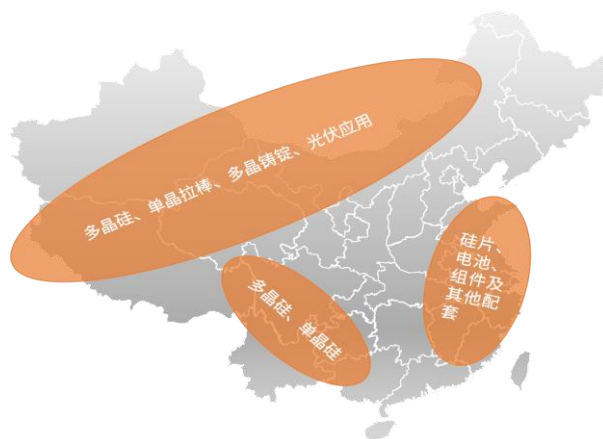 多晶硅、单晶拉棒、多晶铸锭、光伏应用
硅片、
电池、
组件及
其他配
套
多晶硅、单晶硅